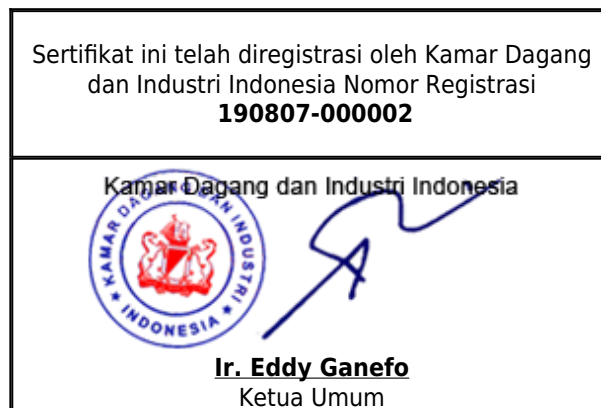 Sertifikat ini telah diregistrasi oleh Kamar Dagang
dan Industri Indonesia Nomor Registrasi
190807-000002
Kamar Dagang dan Industri Indonesia
KAMAR DAGANG DAN INDUSTRI
INDONESIA
Ir. Eddy Ganefo
Ketua Umum